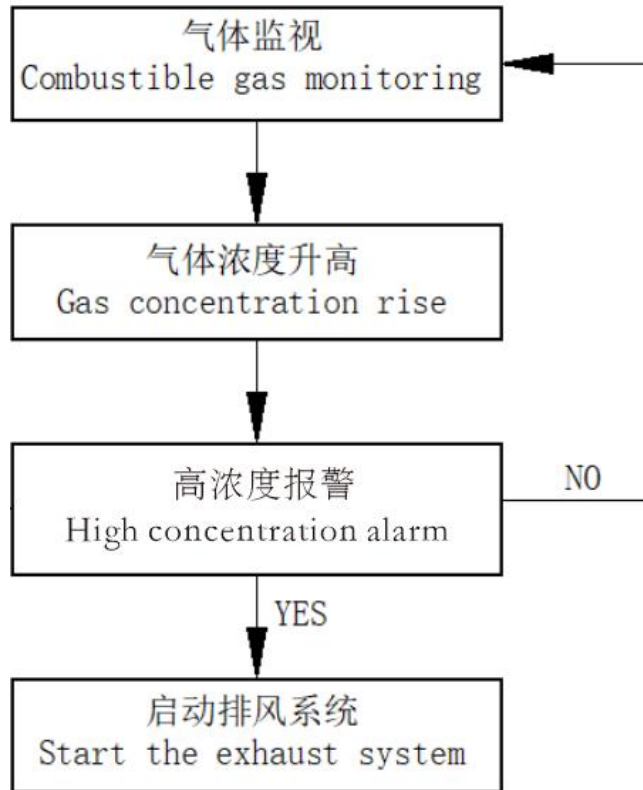 气体监视
Combustible gas monitoring
气体浓度升高
Gas concentration rise
高浓度报警
High concentration alarm
NO
YES
启动排风系统
Start the exhaust system